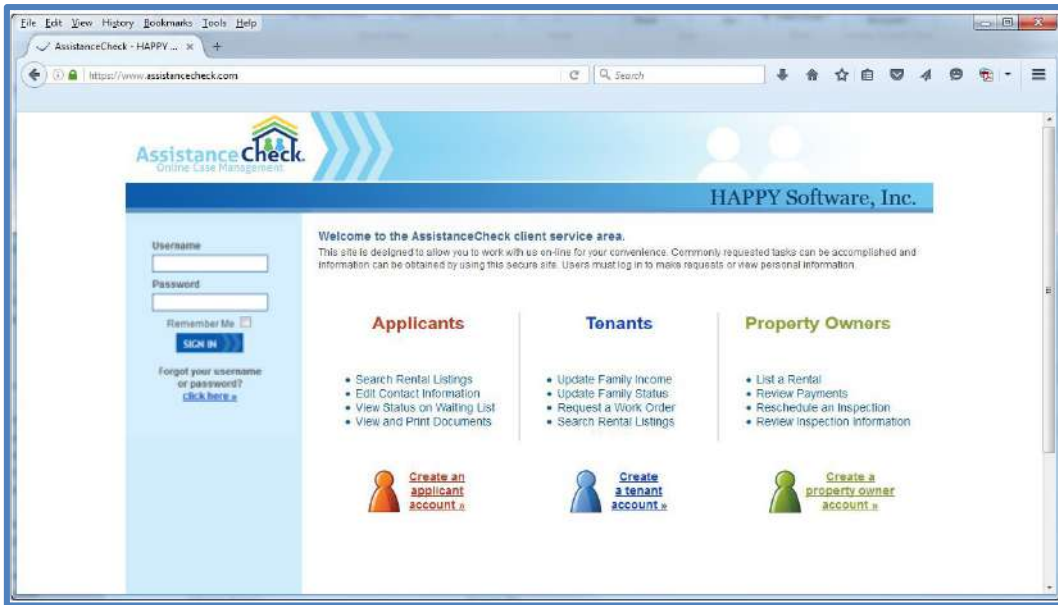 File Edit View History Bookmarks Tools Help
AssistanceCheck - HAPPY ... × +
https://www.assistancecheck.com
Search
AssistanceCheck.
Online Case Management
HAPPY Software, Inc.
Username
Password
Remember Me
SIGN IN
Forgot your username
or password?
click here »
Welcome to the AssistanceCheck client service area.
This site is designed to allow you to work with us on-line for your convenience. Commonly requested tasks can be accomplished and
information can be obtained by using this secure site. Users must log in to make requests or view personal information.
Applicants
• Search Rental Listings
• Edit Contact Information
• View Status on Waiting List
• View and Print Documents
Create an
applicant
account »
Tenants
• Update Family Income
• Update Family Status
• Request a Work Order
• Search Rental Listings
Create
a tenant
account »
Property Owners
• List a Rental
• Review Payments
• Reschedule an Inspection
• Review Inspection Information
Create a
property owner
account »